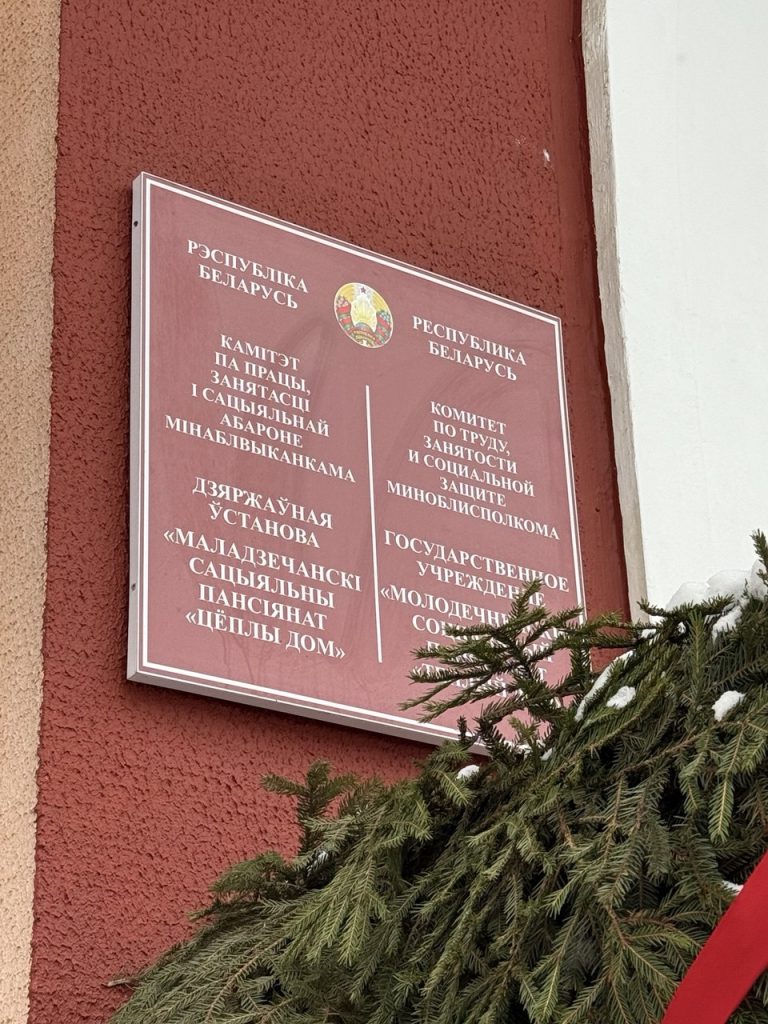 РЭСПУБЛІКА
БЕЛАРУСЬ
КАМІТЭТ
ПА ПРАЦЫ,
ЗАНЯТАСЦІ
І САЦЫЯЛЬНАЙ
АБАРОНЕ
МІНАБЛВЫКАНКАМА
ДЗЯРЖАЎНАЯ
ЎСТАНОВА
«МАЛАДЗЕЧАНСКІ
САЦЫЯЛЬНЫ
ПАНСІЯНАТ
«ЦЁПЛЫ ДОМ»
РЕСПУБЛИКА
БЕЛАРУСЬ
КОМИТЕТ
ПО ТРУДУ,
ЗАНЯТОСТИ
И СОЦИАЛЬНОЙ
ЗАЩИТЕ
МИНОБЛИСПОЛКОМА
ГОСУДАРСТВЕННОЕ
УЧРЕЖДЕНИЕ